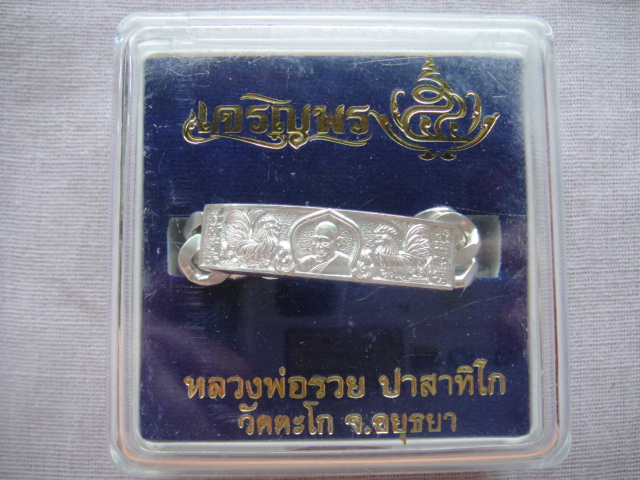 เจริญพร
หลวงพ่อรวย ปาสาทิโก
วัดตะโก จ.อยุธยา